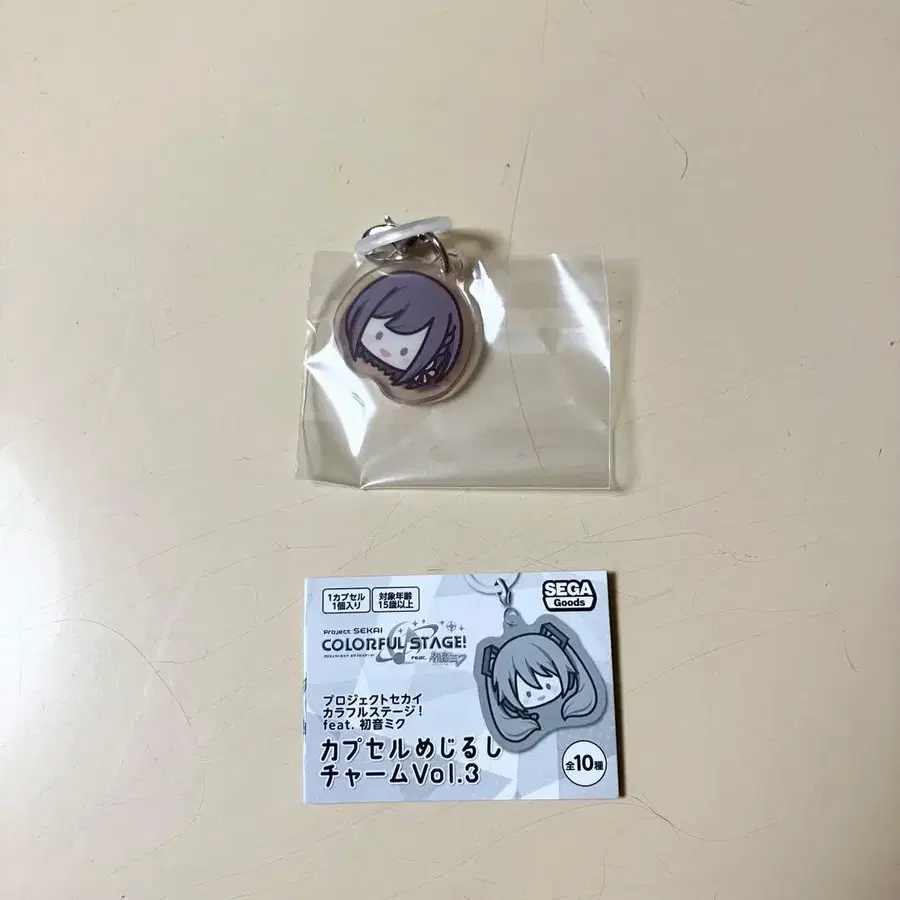 1カプセル
1個入り
対象年齢
15歳以上
SEGA
Goods
Project SEKAI
COLORFUL STAGE!
feat. 初音ミク
プロジェクトセカイ
カラフルステージ!
feat. 初音ミク
カプセルめじるし
チャームVol.3
全10種